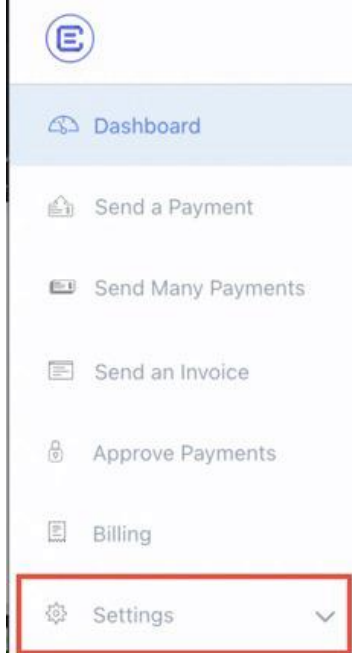 E
Dashboard
Send a Payment
Send Many Payments
Send an Invoice
Approve Payments
Billing
Settings